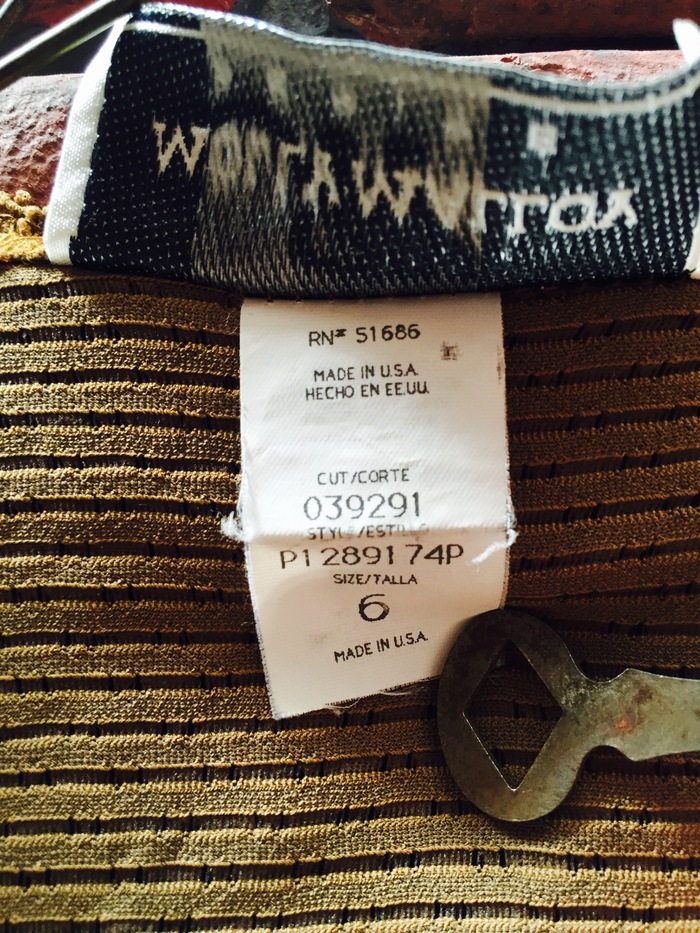 RN# 51686
MADE IN U.S.A.
HECHO EN EE.UU.
CUT/CORTE
039291
STYLE/ESTILO
P1289174P
SIZE/TALLA
6
MADE IN U.S.A.